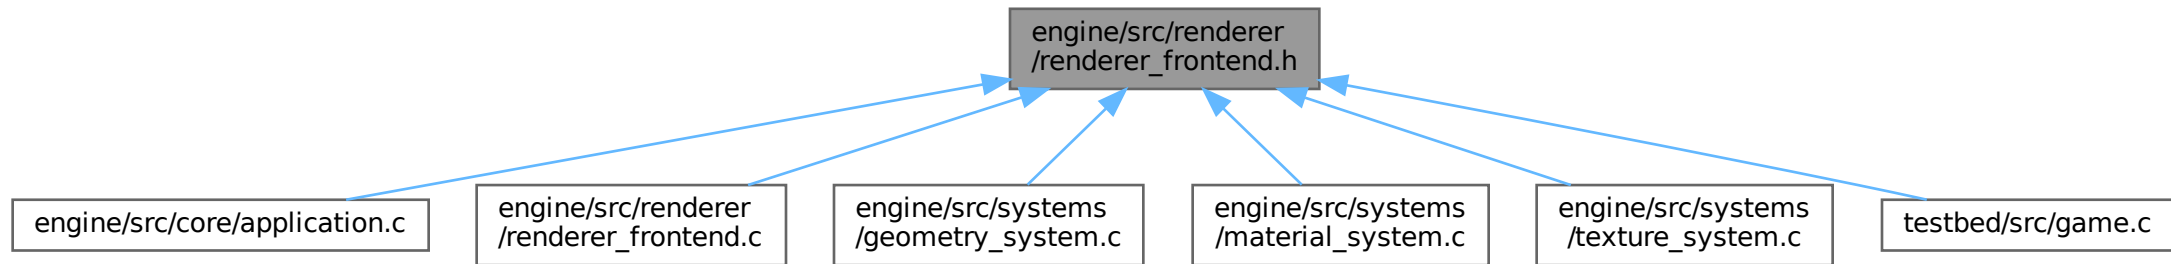 engine/src/renderer
/renderer_frontend.h
engine/src/core/application.c
engine/src/renderer
/renderer_frontend.c
engine/src/systems
/geometry_system.c
engine/src/systems
/material_system.c
engine/src/systems
/texture_system.c
testbed/src/game.c